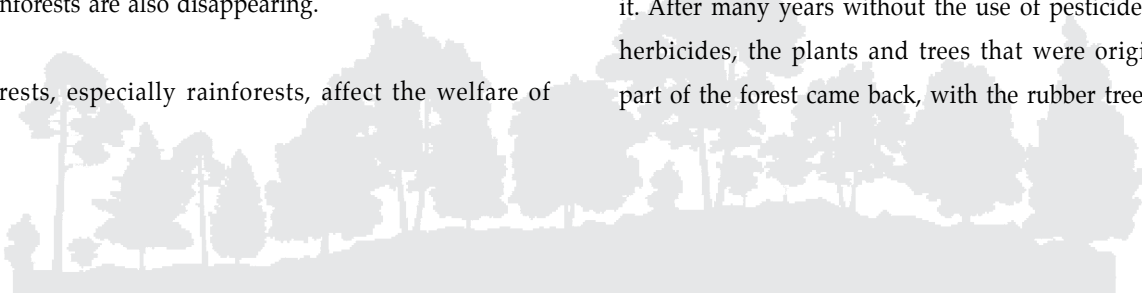 nforests are also disappearing.
rests, especially rainforests, affect the welfare of
it. After many years without the use of pesticide
herbicides, the plants and trees that were origi
part of the forest came back, with the rubber tree